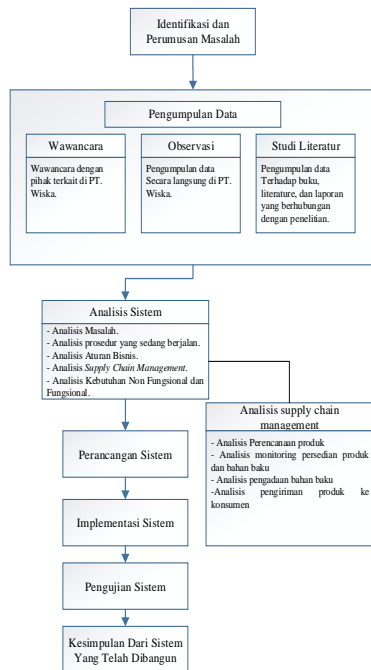 Identifikasi dan
Perumusan Masalah
Pengumpulan Data
Wawancara
Wawancara dengan
pihak terkait di PT.
Wiska.
Observasi
Pengumpulan data
Secara langsung di PT.
Wiska.
Studi Literatur
Pengumpulan data
Terhadap buku,
literature, dan laporan
yang berhubungan
dengan penelitian.
Analisis Sistem
- Analisis Masalah.
- Analisis prosedur yang sedang berjalan.
- Analisis Aturan Bisnis.
- Analisis Supply Chain Management.
- Analisis Kebutuhan Non Fungsional dan
Fungsional.
Analisis supply chain
management
- Analisis Perencanaan produk
- Analisis monitoring persedian produk
dan bahan baku
- Analisis pengadaan bahan baku
-Analisis pengiriman produk ke
konsumen
Perancangan Sistem
Implementasi Sistem
Pengujian Sistem
Kesimpulan Dari Sistem
Yang Telah Dibangun